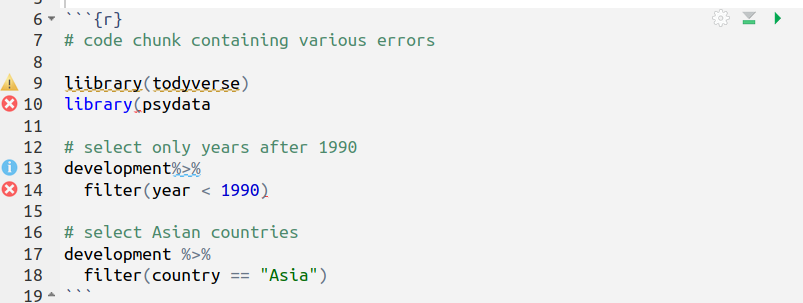 6 ```{r}
7 # code chunk containing various errors
8
9 liibrary(todyverse)
10 library(psydata
11
12 # select only years after 1990
13 development%>%
14   filter(year < 1990)
15
16 # select Asian countries
17 development %>%
18   filter(country == "Asia")
19 ```